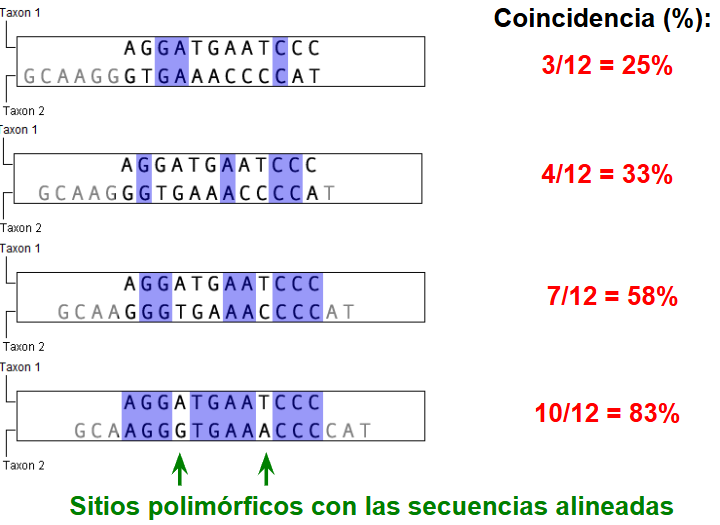 Coincidencia (%):
Taxon 1
AGGATGAATCCC
GCAAGGGTGAAACCCCAT
Taxon 2
3/12 = 25%
Taxon 1
AGGATGAATCCC
GCAAGGGTGAAACCCCAT
Taxon 2
4/12 = 33%
Taxon 1
AGGATGAATCCC
GCAAGGGTGAAACCCCAT
Taxon 2
7/12 = 58%
Taxon 1
AGGATGAATCCC
GCAAGGGTGAAACCCCAT
Taxon 2
10/12 = 83%
Sitios polimórficos con las secuencias alineadas